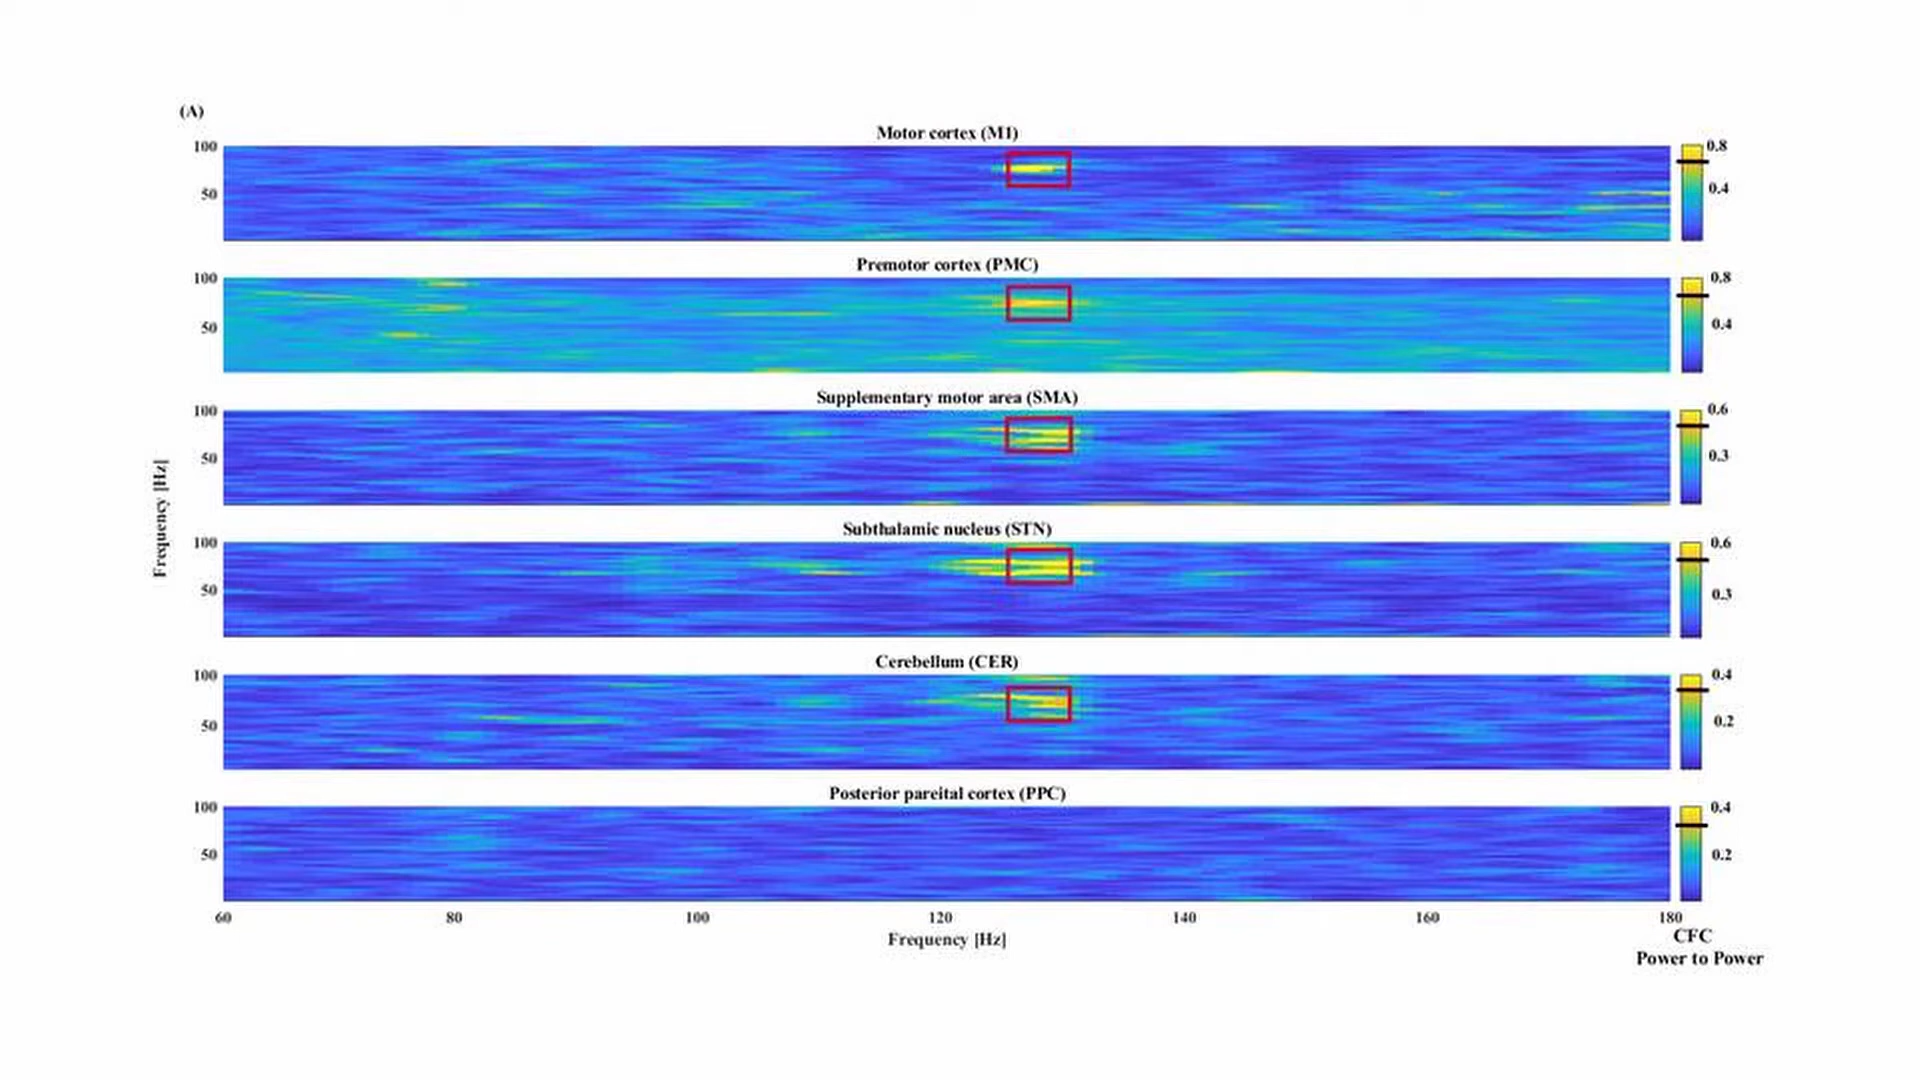 (A)
Motor cortex (M1)
100
50
0.8
0.4
Premotor cortex (PMC)
100
50
0.8
0.4
Supplementary motor area (SMA)
100
50
0.6
0.3
Subthalamic nucleus (STN)
100
50
0.6
0.3
Cerebellum (CER)
100
50
0.4
0.2
Posterior pareital cortex (PPC)
100
50
0.4
0.2
Frequency [Hz]
60 80 100 120 140 160 180
Frequency [Hz]
CFC
Power to Power